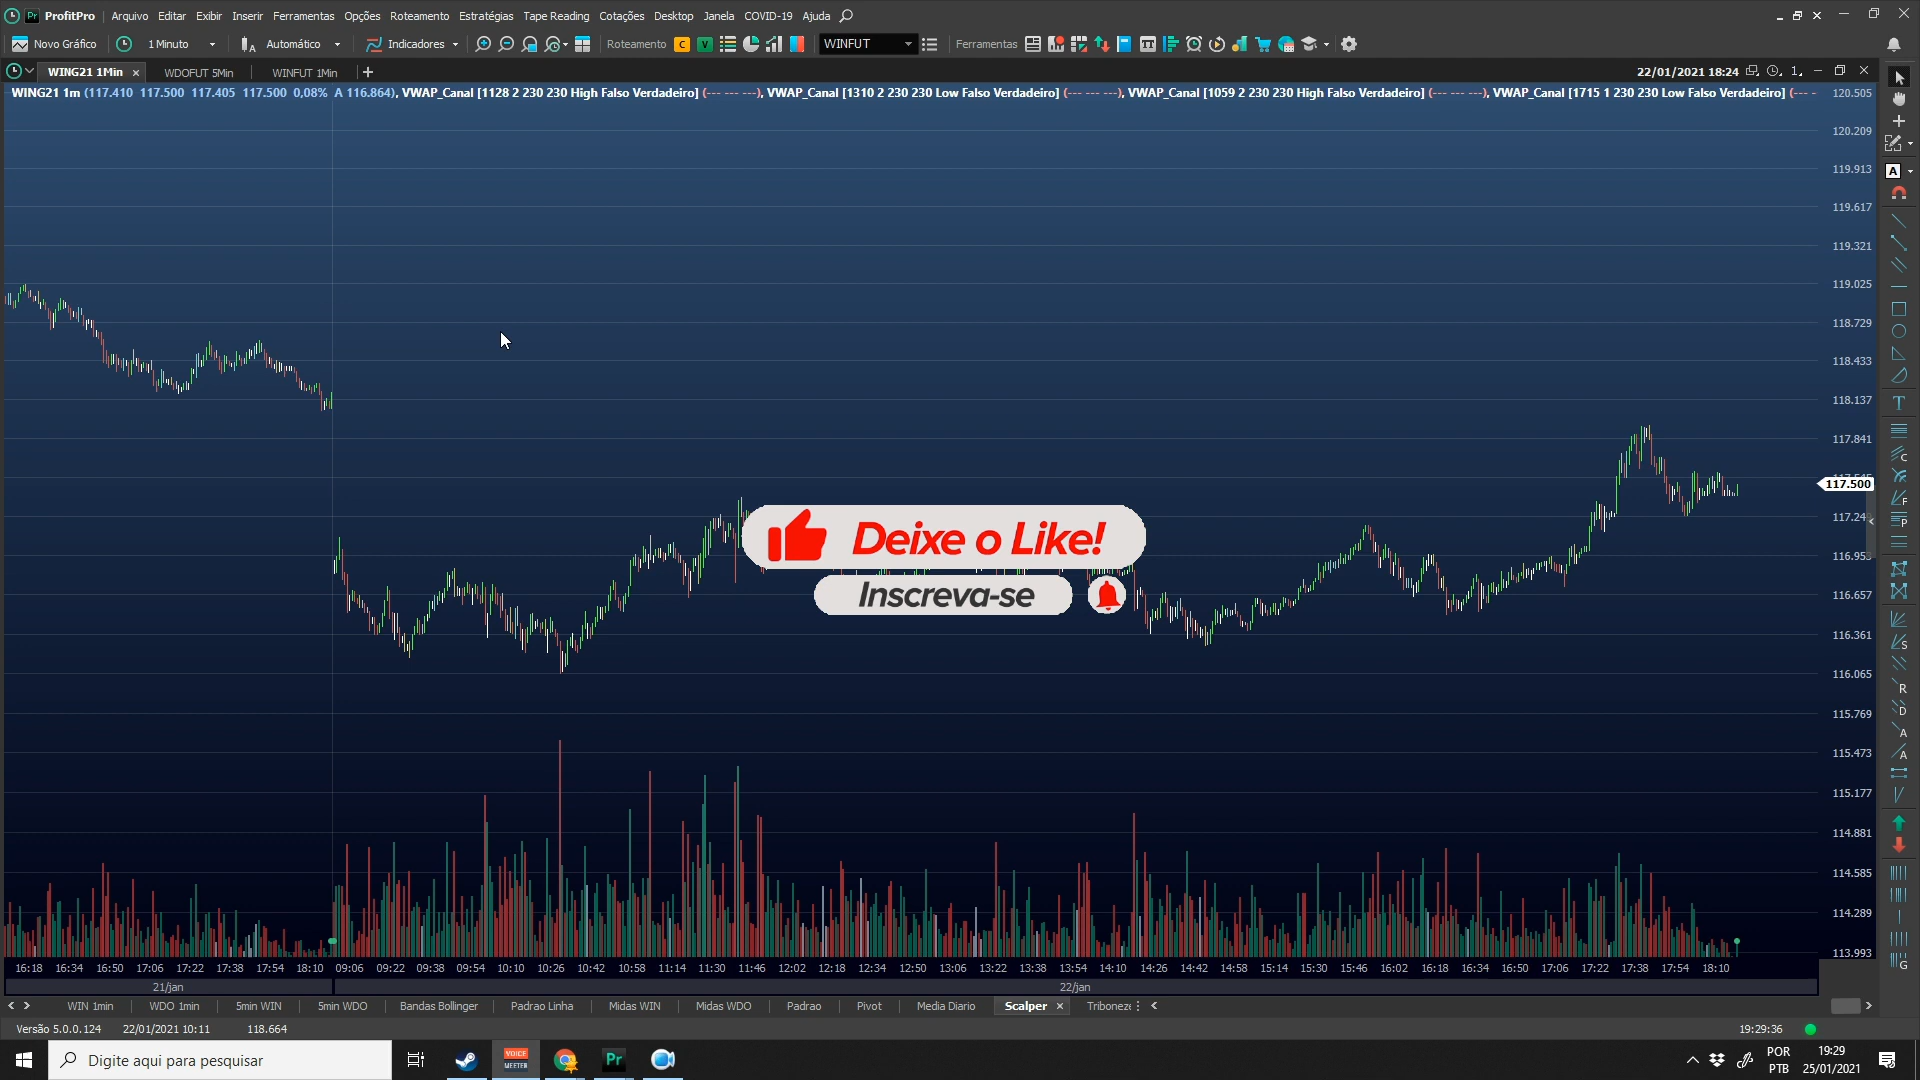 ProfitPro Arquivo Editar Exibir Inserir Ferramentas Opções Roteamento Estratégias Tape Reading Cotações Desktop Janela COVID-19 Ajuda
Novo Gráfico 1 Minuto Automático Indicadores Roteamento C V WINFUT Ferramentas
WING21 1Min WDOFUT 5Min WINFUT 1Min 22/01/2021 18:24
WING21 1m (117.410 117.500 117.405 117.500 0,08% A 116.864), VWAP_Canal [1128 2 230 230 High Falso Verdadeiro] (--- --- ---), VWAP_Canal [1310 2 230 230 Low Falso Verdadeiro] (--- --- ---), VWAP_Canal [1059 2 230 230 High Falso Verdadeiro] (--- --- ---), VWAP_Canal [1715 1 230 230 Low Falso Verdadeiro] (---
120.505
120.209
119.913
119.617
119.321
119.025
118.729
118.433
118.137
117.841
117.500
116.953
116.657
116.361
116.065
115.769
115.473
115.177
114.881
114.585
114.289
113.993
Deixe o Like!
Inscreva-se
16:18 16:34 16:50 17:06 17:22 17:38 17:54 18:10 09:06 09:22 09:38 09:54 10:10 10:26 10:42 10:58 11:14 11:30 11:46 12:02 12:18 12:34 12:50 13:06 13:22 13:38 13:54 14:10 14:26 14:42 14:58 15:14 15:30 15:46 16:02 16:18 16:34 16:50 17:06 17:22 17:38 17:54 18:10
21/jan 22/jan
WIN 1min WDO 1min 5min WIN 5min WDO Bandas Bollinger Padrao Linha Midas WIN Midas WDO Padrao Pivot Media Diario Scalper Triboneze
Versão 5.0.0.124 22/01/2021 10:11 118.664 19:29:36
Digite aqui para pesquisar
VOICE
MEETER
Pr
POR
PTB
19:29
25/01/2021